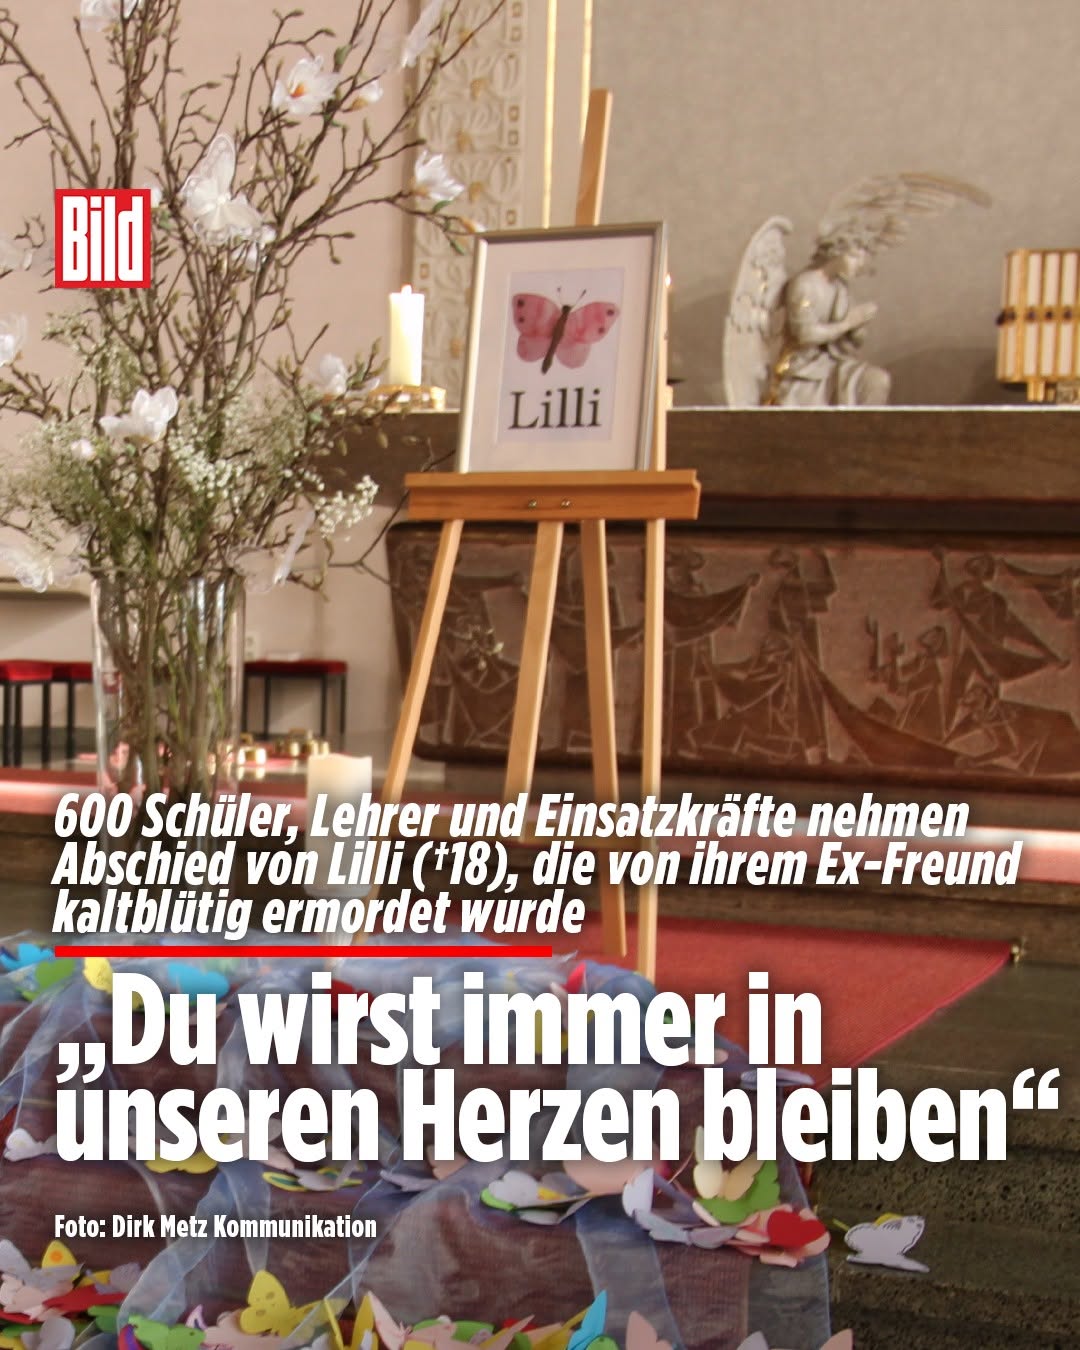 Bild
Lilli
600 Schüler, Lehrer und Einsatzkräfte nehmen
Abschied von Lilli (†18), die von ihrem Ex-Freund
kaltblütig ermordet wurde
„Du wirst immer in
unseren Herzen bleiben“
Foto: Dirk Metz Kommunikation